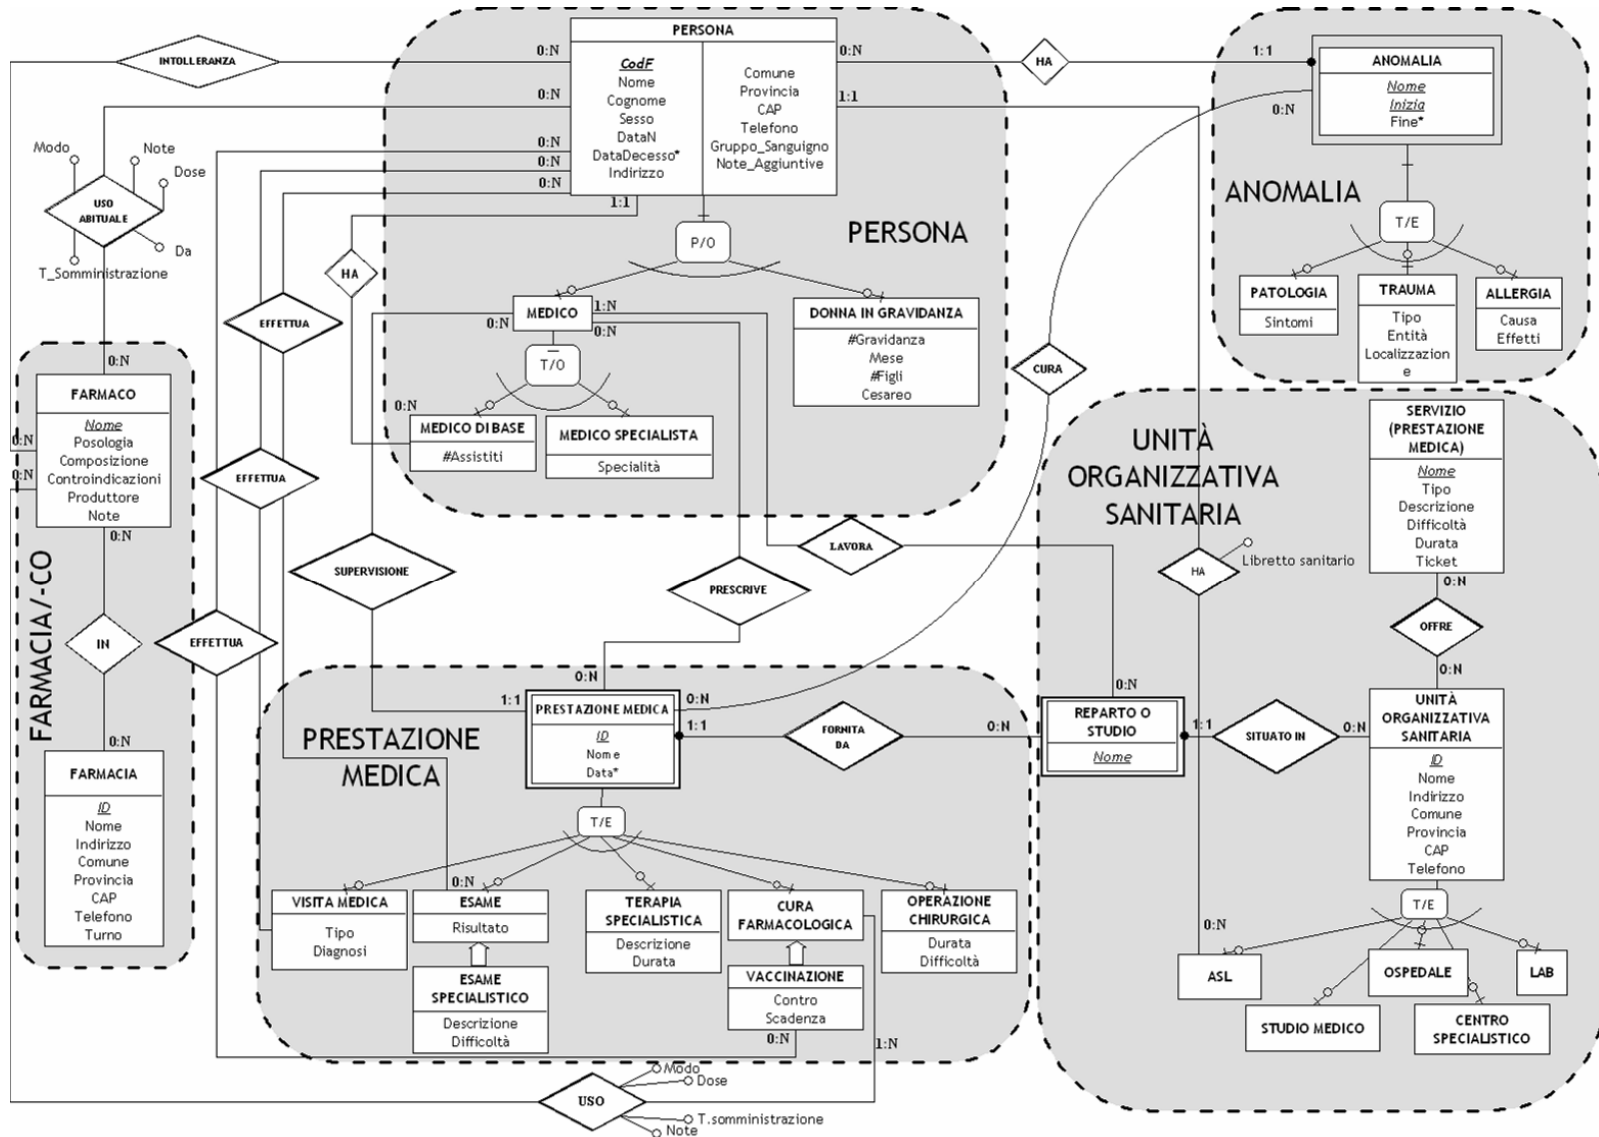 PERSONA
CodF
Nome
Cognome
Sesso
DataN
DataDecesso*
Indirizzo
Comune
Provincia
CAP
Telefono
Gruppo_Sanguigno
Note_Aggiuntive
0:N
0:N
0:N
0:N
0:N
1:1
0:N
1:1
INTOLLERANZA
HA
1:1
ANOMALIA
Nome
Inizia
Fine*
0:N
ANOMALIA
T/E
PATOLOGIA
Sintomi
TRAUMA
Tipo
Entità
Localizzazion
e
ALLERGIA
Causa
Effetti
Modo
Note
Dose
USO
ABITUALE
Da
T_Somministrazione
HA
P/O
PERSONA
EFFETTUA
MEDICO
1:N
0:N
0:N
DONNA IN GRAVIDANZA
#Gravidanza
Mese
#Figli
Cesareo
T/O
CURA
0:N
MEDICO DI BASE
#Assistiti
MEDICO SPECIALISTA
Specialità
0:N
FARMACO
Nome
Posologia
Composizione
Controindicazioni
Produttore
Note
0:N
0:N
0:N
EFFETTUA
FARMACIA/-CO
IN
EFFETTUA
0:N
FARMACIA
ID
Nome
Indirizzo
Comune
Provincia
CAP
Telefono
Turno
UNITÀ
ORGANIZZATIVA
SANITARIA
SERVIZIO
(PRESTAZIONE
MEDICA)
Nome
Tipo
Descrizione
Difficoltà
Durata
Ticket
0:N
SUPERVISIONE
LAVORA
PRESCRIVE
HA
Libretto sanitario
OFFRE
0:N
0:N
1:1
0:N
1:1
PRESTAZIONE MEDICA
ID
Nome
Data*
PRESTAZIONE
MEDICA
FORNITA
DA
0:N
0:N
REPARTO O
STUDIO
Nome
1:1
SITUATO IN
0:N
UNITÀ
ORGANIZZATIVA
SANITARIA
ID
Nome
Indirizzo
Comune
Provincia
CAP
Telefono
T/E
VISITA MEDICA
Tipo
Diagnosi
0:N
ESAME
Risultato
TERAPIA
SPECIALISTICA
Descrizione
Durata
CURA
FARMACOLOGICA
OPERAZIONE
CHIRURGICA
Durata
Difficoltà
ESAME
SPECIALISTICO
Descrizione
Difficoltà
VACCINAZIONE
Contro
Scadenza
0:N
1:N
T/E
0:N
ASL
OSPEDALE
LAB
STUDIO MEDICO
CENTRO
SPECIALISTICO
USO
Modo
Dose
T.somministrazione
Note